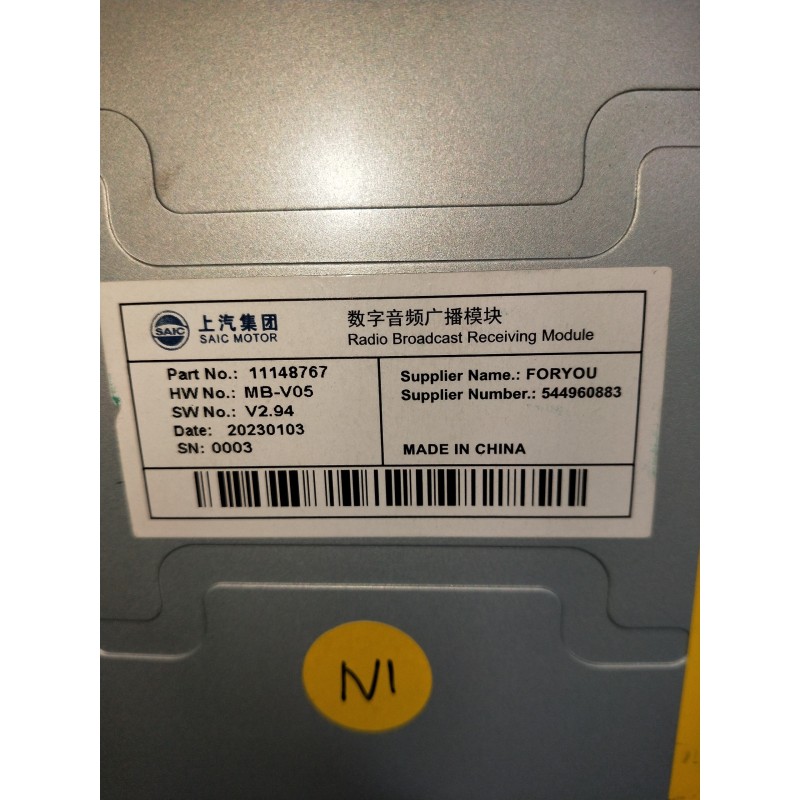 SAIC
上汽集团
SAIC MOTOR
数字音频广播模块
Radio Broadcast Receiving Module
Part No.: 11148767
HW No.: MB-V05
SW No.: V2.94
Date: 20230103
SN: 0003
Supplier Name.: FORYOU
Supplier Number.: 544960883
MADE IN CHINA
N1